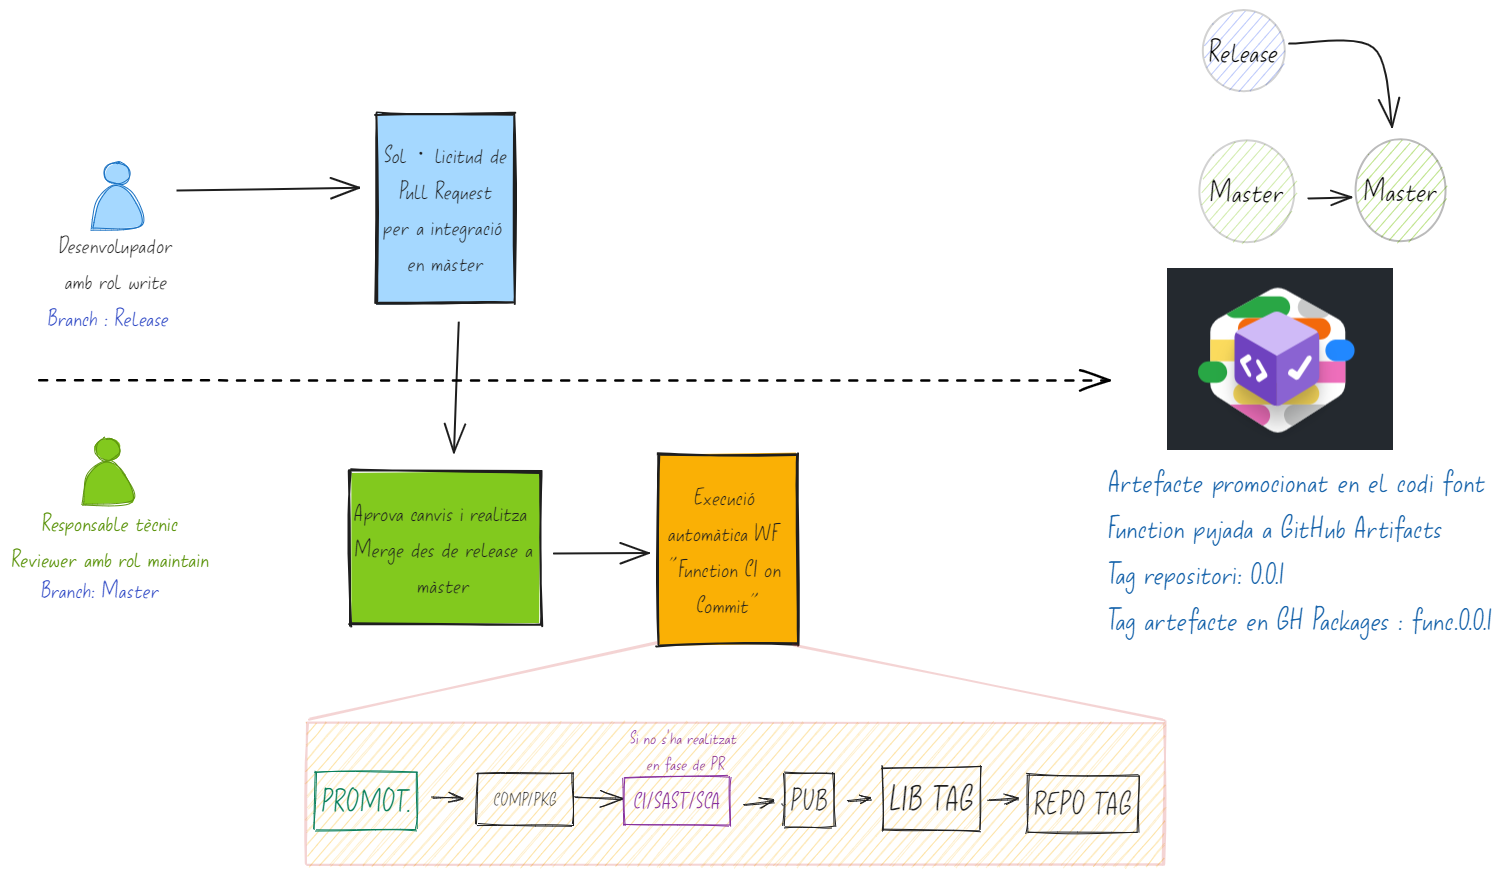 Release
Master
Master
Sol · licitud de
Pull Request
per a integració
en màster
Desenvolupador
amb rol write
Branch : Release
Responsable tècnic
Reviewer amb rol maintain
Branch: Master
Aprova canvis i realitza
Merge des de release a
màster
Execució
automàtica WF
"Function CI on
Commit"
Artefacte promocionat en el codi font
Function pujada a GitHub Artifacts
Tag repositori: 0.0.1
Tag artefacte en GH Packages : func.0.0.1
Si no s'ha realitzat
en fase de PR
PROMOT.
COMP/PKG
CI/SAST/SCA
PUB
LIB TAG
REPO TAG